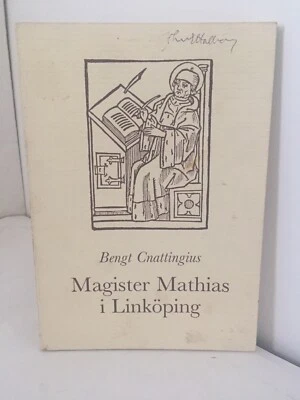 Bengt Cnattingius
Magister Mathias
i Linköping